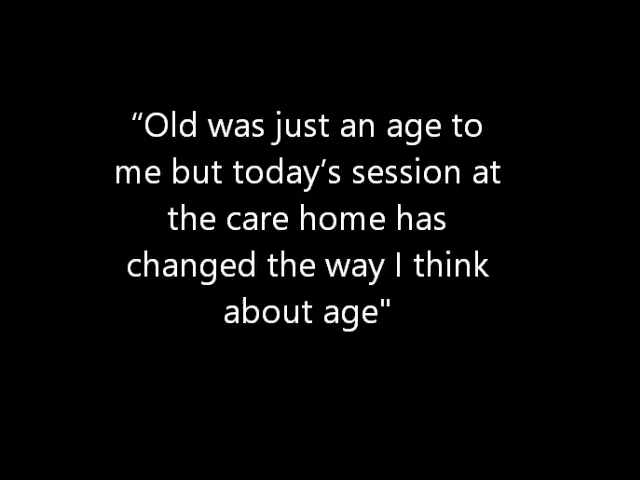 “Old was just an age to
me but today’s session at
the care home has
changed the way I think
about age"